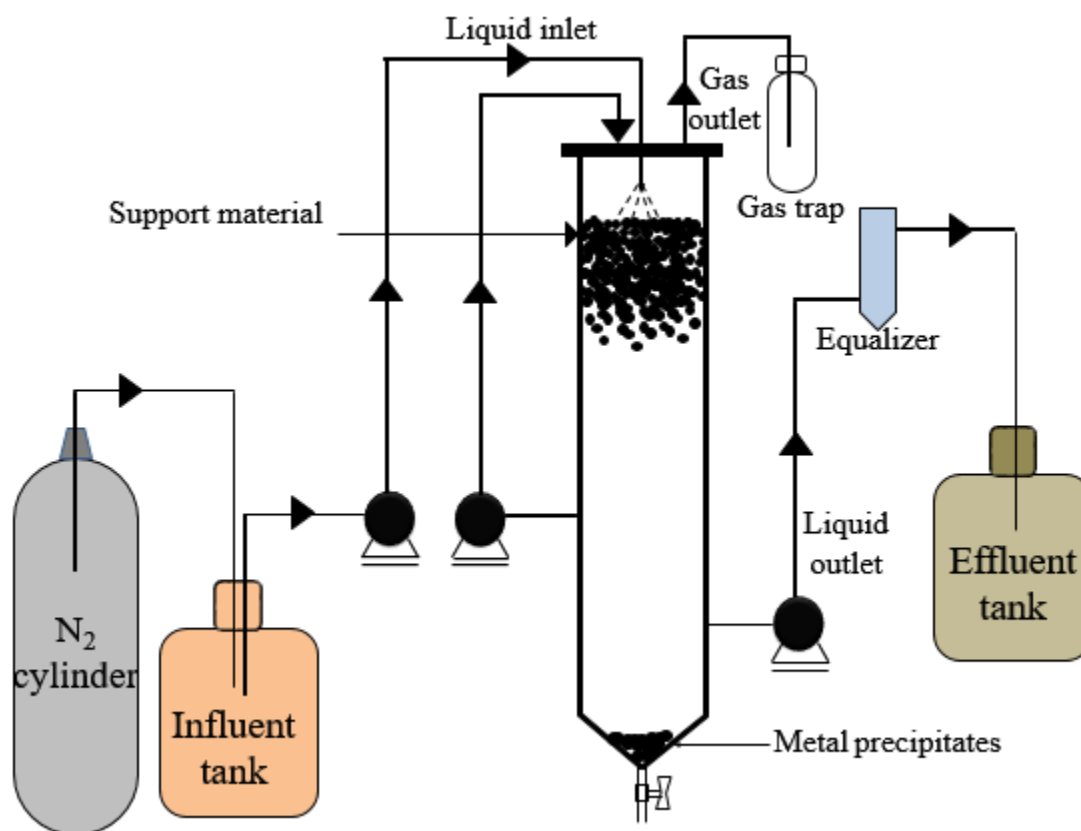 Liquid inlet
Gas
outlet
Support material
Gas trap
Equalizer
N₂
cylinder
Influent
tank
Liquid
outlet
Effluent
tank
Metal precipitates